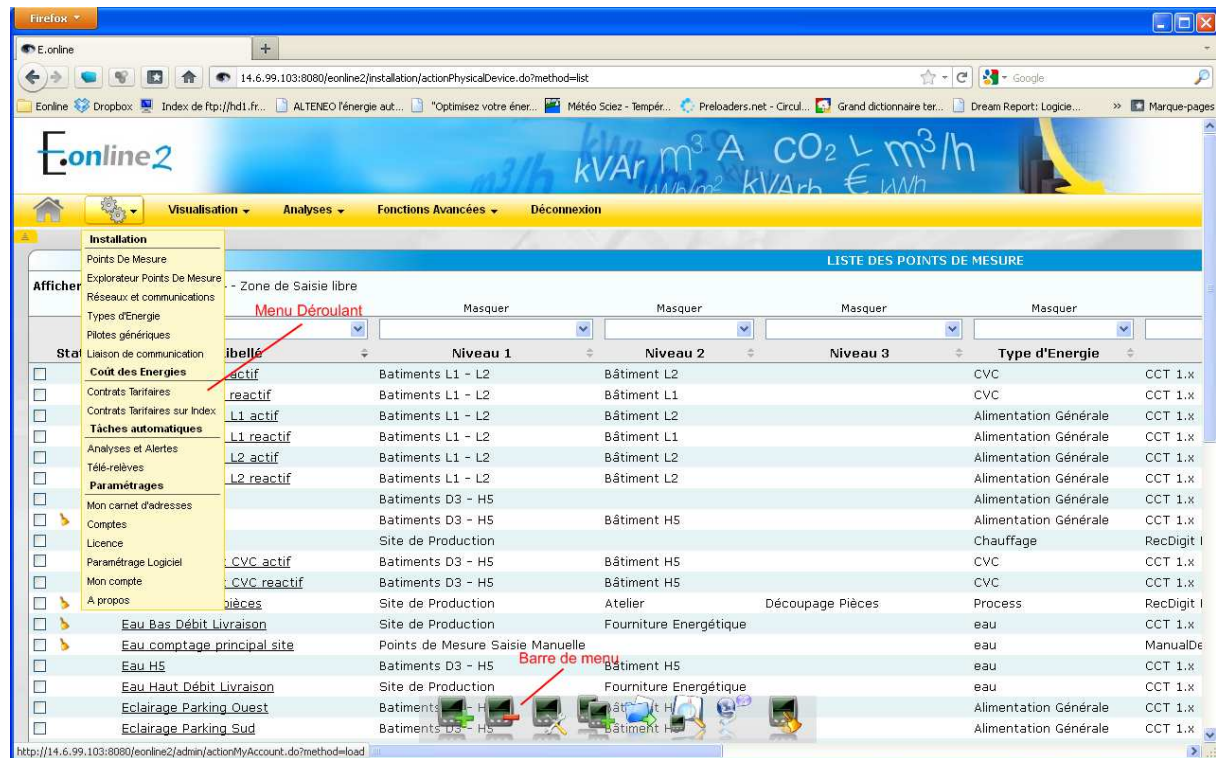 Firefox
E.online
14.6.99.103:8080/eonline2/installation/actionPhysicalDevice.do?method=list
Google
Eonline Dropbox Index de ftp://hd1.fr... ALTENEO l'énergie aut... "Optimisez votre éner... Météo Sciez - Tempér... Preloaders.net - Circul... Grand dictionnaire ter... Dream Report: Logicie... » Marque-pages
E.online2
m3/h kVAr m³ A CO₂ L m³/h
Wh/m² kVArh € kWh
Visualisation Analyses Fonctions Avancées Déconnexion
Installation
Points De Mesure
Explorateur Points De Mesure
Réseaux et communications
Types d'Energie
Pilotes génériques
Liaison de communication
Coût des Energies
Contrats Tarifaires
Contrats Tarifaires sur Index
Tâches automatiques
Analyses et Alertes
Télé-relèves
Paramétrages
Mon carnet d'adresses
Comptes
Licence
Paramétrage Logiciel
Mon compte
A propos
LISTE DES POINTS DE MESURE
Afficher - Zone de Saisie libre
Menu Déroulant
Masquer Masquer Masquer Masquer
Stat ibellé Niveau 1 Niveau 2 Niveau 3 Type d'Energie
actif Batiments L1 - L2 Bâtiment L2 CVC CCT 1.x
reactif Batiments L1 - L2 Bâtiment L1 CVC CCT 1.x
L1 actif Batiments L1 - L2 Bâtiment L2 Alimentation Générale CCT 1.x
L1 reactif Batiments L1 - L2 Bâtiment L1 Alimentation Générale CCT 1.x
L2 actif Batiments L1 - L2 Bâtiment L2 Alimentation Générale CCT 1.x
L2 reactif Batiments L1 - L2 Bâtiment L2 Alimentation Générale CCT 1.x
Batiments D3 - H5 Alimentation Générale CCT 1.x
Batiments D3 - H5 Bâtiment H5 Alimentation Générale CCT 1.x
Site de Production Chauffage RecDigit
CVC actif Batiments D3 - H5 Bâtiment H5 CVC CCT 1.x
CVC reactif Batiments D3 - H5 Bâtiment H5 CVC CCT 1.x
pièces Site de Production Atelier Découpage Pièces Process RecDigit
Eau Bas Débit Livraison Site de Production Fourniture Energétique eau CCT 1.x
Eau comptage principal site Points de Mesure Saisie Manuelle eau ManualDe
Barre de menu
Eau H5 Batiments D3 - H5 Bâtiment H5 eau CCT 1.x
Eau Haut Débit Livraison Site de Production Fourniture Energétique eau CCT 1.x
Eclairage Parking Ouest Batiments Alimentation Générale CCT 1.x
Eclairage Parking Sud Batiments D3 - H5 Bâtiment Alimentation Générale CCT 1.x
http://14.6.99.103:8080/eonline2/admin/actionMyAccount.do?method=load